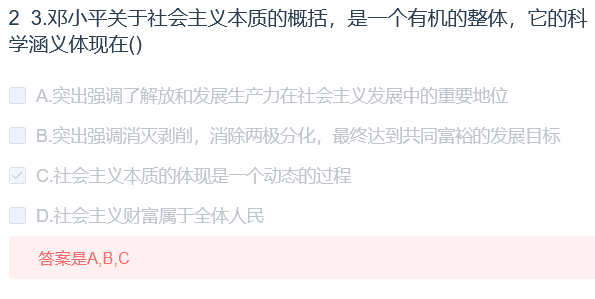 2 3.邓小平关于社会主义本质的概括，是一个有机的整体，它的科
学涵义体现在()
A.突出强调了解放和发展生产力在社会主义发展中的重要地位
B.突出强调消灭剥削，消除两极分化，最终达到共同富裕的发展目标
C.社会主义本质的体现是一个动态的过程
D.社会主义财富属于全体人民
答案是A,B,C